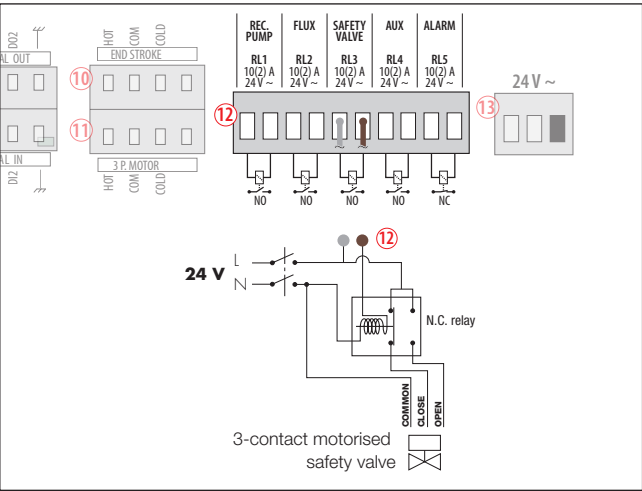 REC. PUMP
FLUX
SAFETY VALVE
AUX
ALARM
RL1
RL2
RL3
RL4
RL5
10(2) A
10(2) A
10(2) A
10(2) A
10(2) A
24 V ~
24 V ~
24 V ~
24 V ~
24 V ~
DO2
HOT
COM
COLD
AL OUT
END STROKE
10
11
12
13
24 V ~
AL IN
3 P. MOTOR
DI2
HOT
COM
COLD
NO
NO
NO
NO
NC
12
L
24 V
N
N.C. relay
COMMON
CLOSE
OPEN
3-contact motorised
safety valve